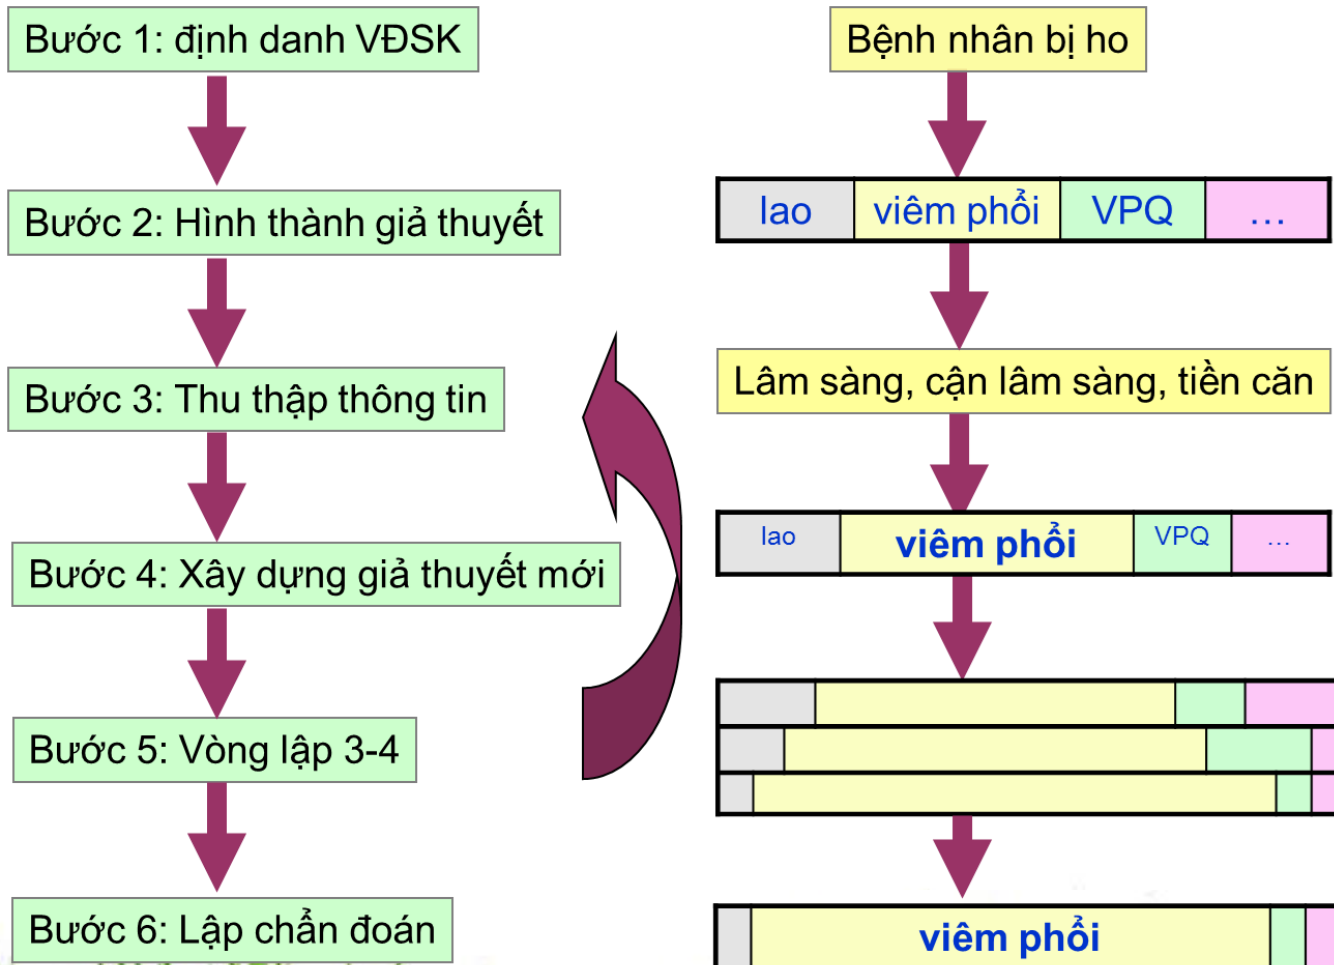 Bước 1: định danh VĐSK
Bệnh nhân bị ho
Bước 2: Hình thành giả thuyết
lao viêm phổi VPQ ...
Bước 3: Thu thập thông tin
Lâm sàng, cận lâm sàng, tiền căn
Bước 4: Xây dựng giả thuyết mới
lao viêm phổi VPQ ...
Bước 5: Vòng lập 3-4
Bước 6: Lập chẩn đoán
viêm phổi